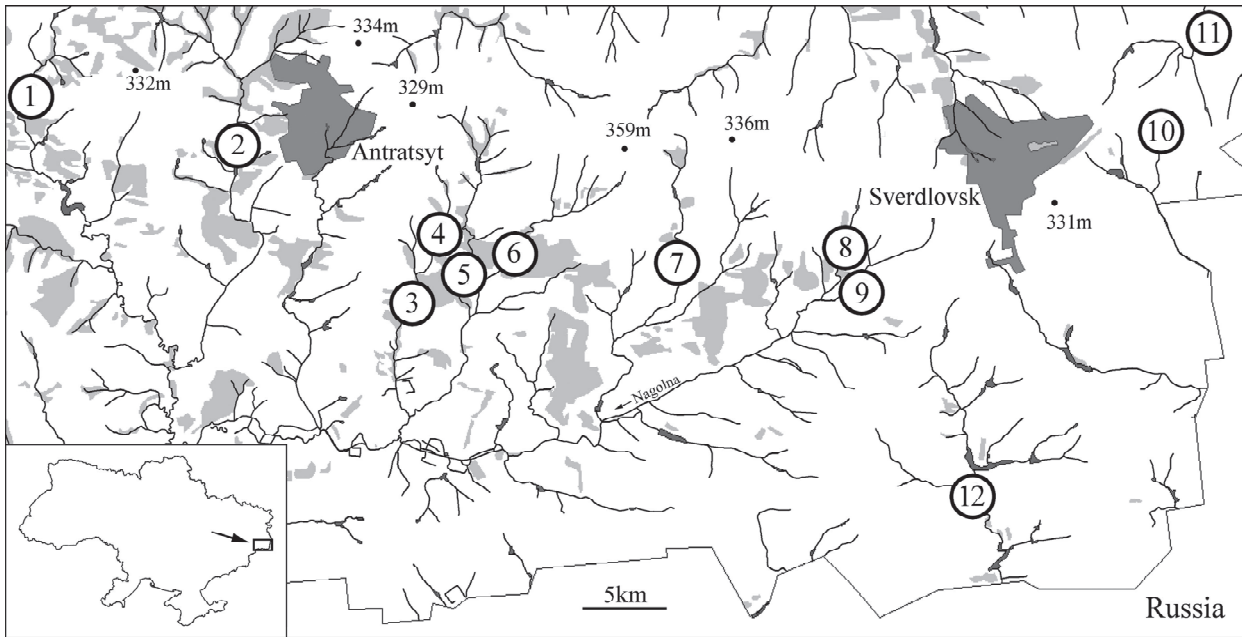 334m
11
332m
1
329m
10
2
359m
336m
Antratsyt
Sverdlovsk
331m
4
6
8
5
7
3
9
Nagolna
12
5km
Russia